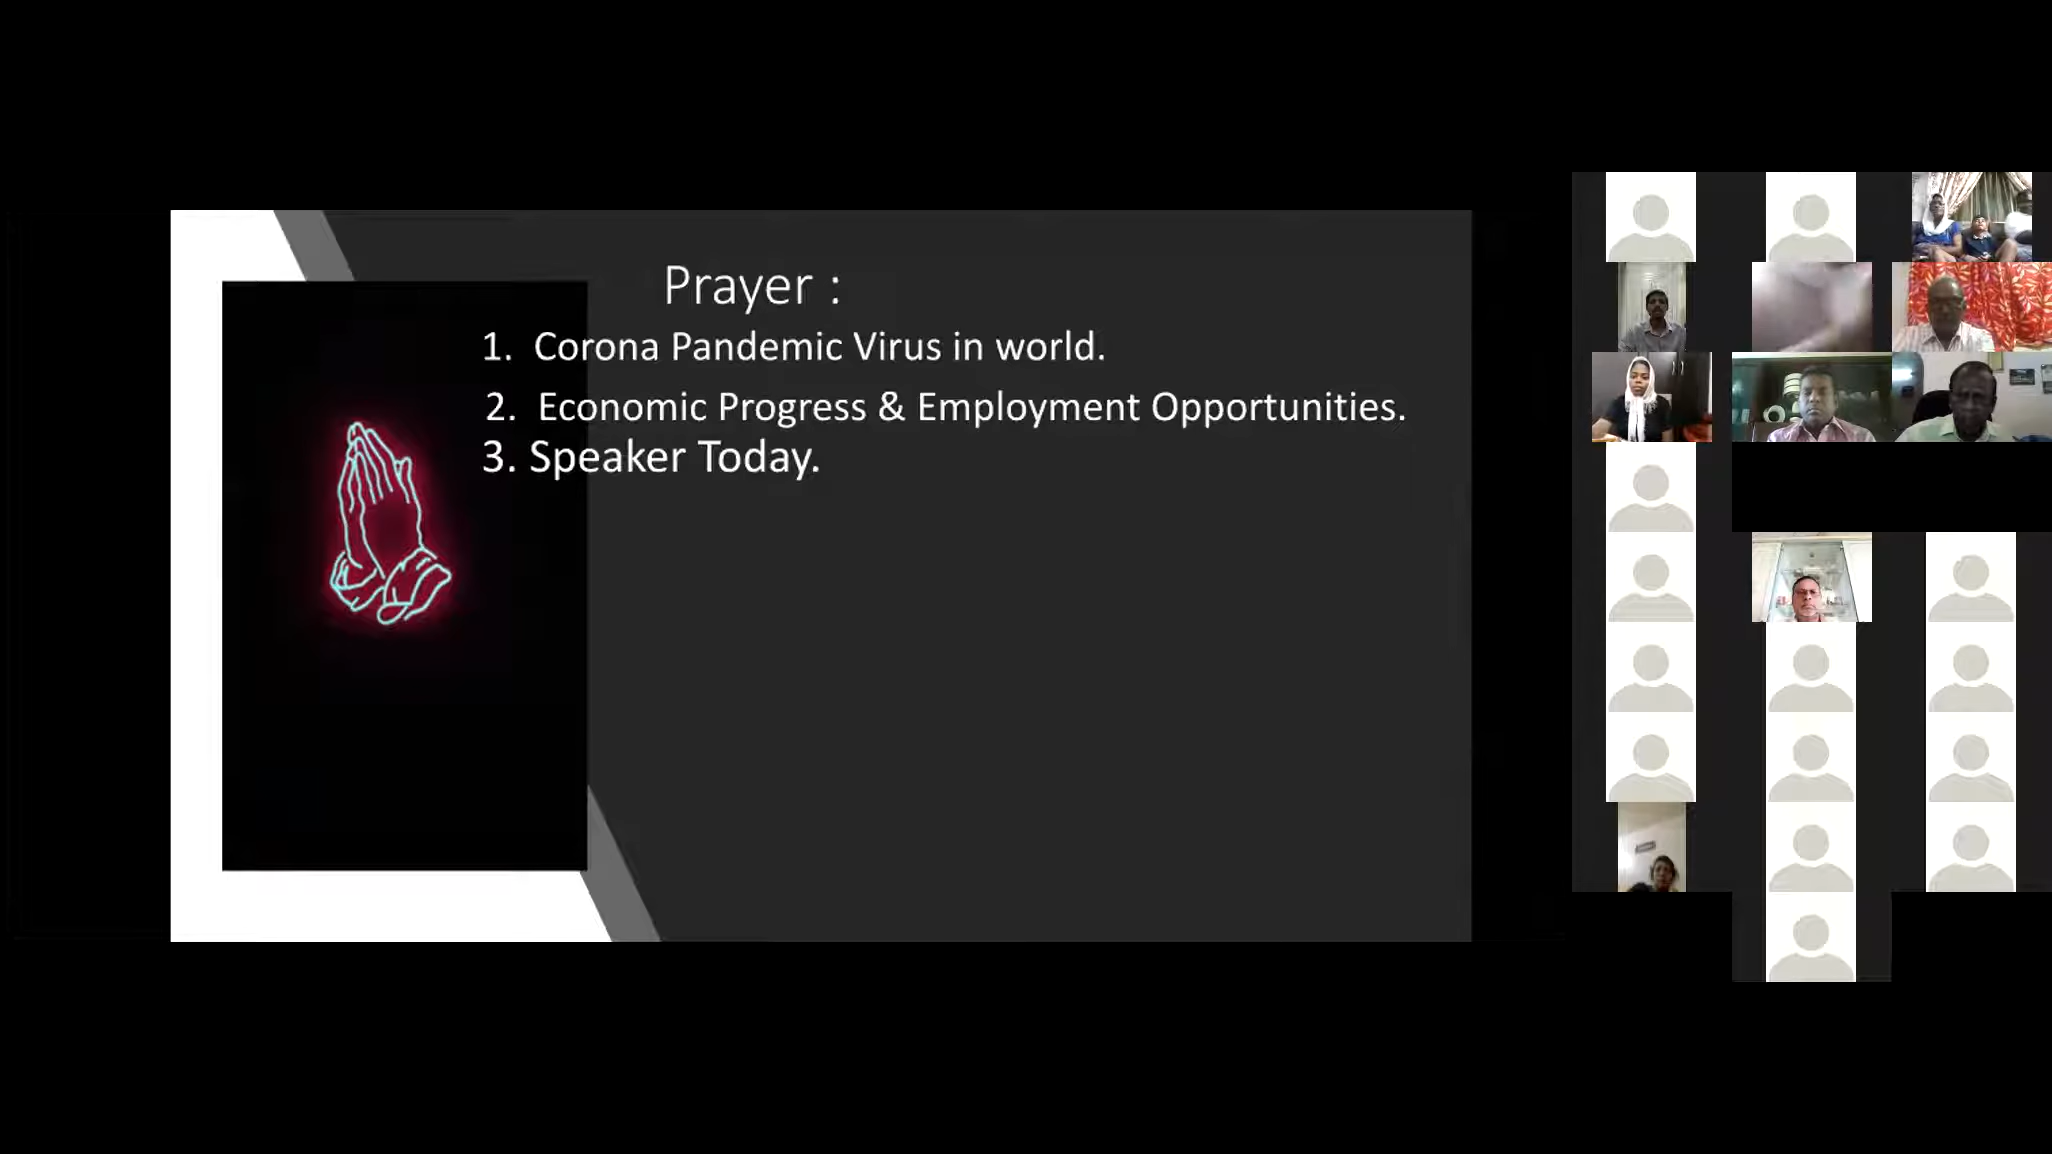 Prayer :
1. Corona Pandemic Virus in world.
2. Economic Progress & Employment Opportunities.
3. Speaker Today.